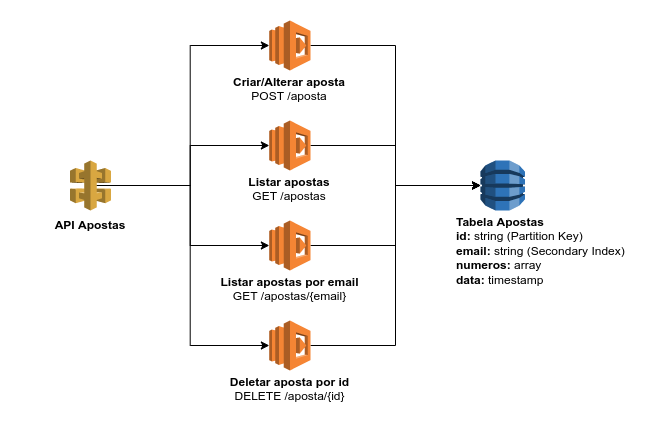 Criar/Alterar aposta
POST /aposta
Listar apostas
GET /apostas
API Apostas
Tabela Apostas
id: string (Partition Key)
email: string (Secondary Index)
numeros: array
data: timestamp
Listar apostas por email
GET /apostas/{email}
Deletar aposta por id
DELETE /aposta/{id}